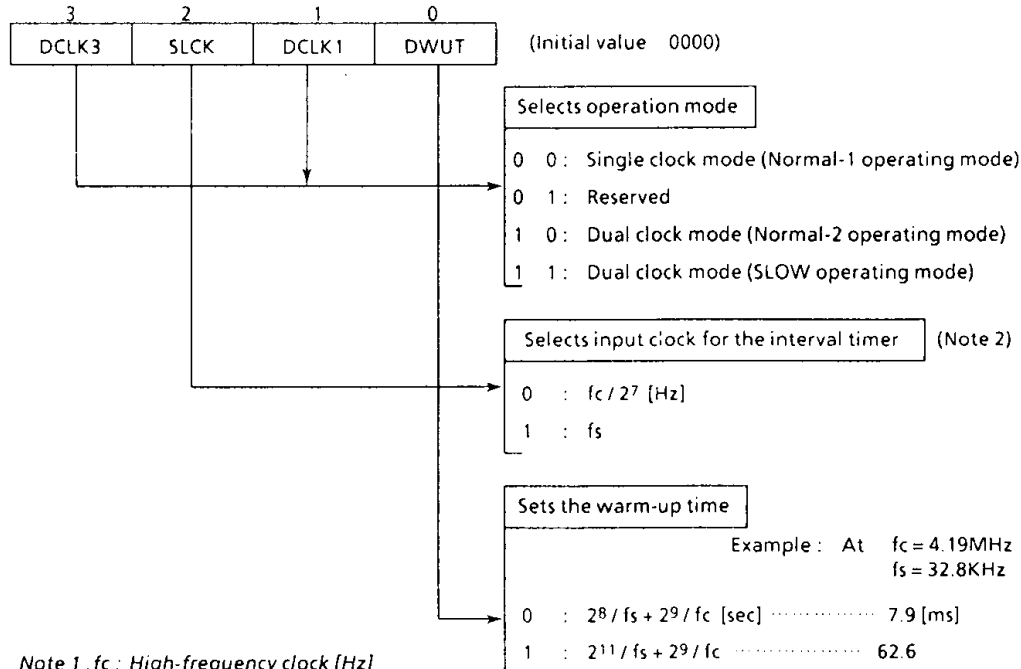 3 2 1 0
DCLK3 SLCK DCLK1 DWUT (Initial value 0000)
Selects operation mode
0 0 : Single clock mode (Normal-1 operating mode)
0 1 : Reserved
1 0 : Dual clock mode (Normal-2 operating mode)
1 1 : Dual clock mode (SLOW operating mode)
Selects input clock for the interval timer (Note 2)
0 : fc / 2⁷ [Hz]
1 : fs
Sets the warm-up time
Example : At fc = 4.19MHz
fs = 32.8KHz
0 : 2⁸ / fs + 2⁹ / fc [sec] ·············· 7.9 [ms]
1 : 2¹¹ / fs + 2⁹ / fc ·················· 62.6
Note 1 . fc : High-frequency clock [Hz]